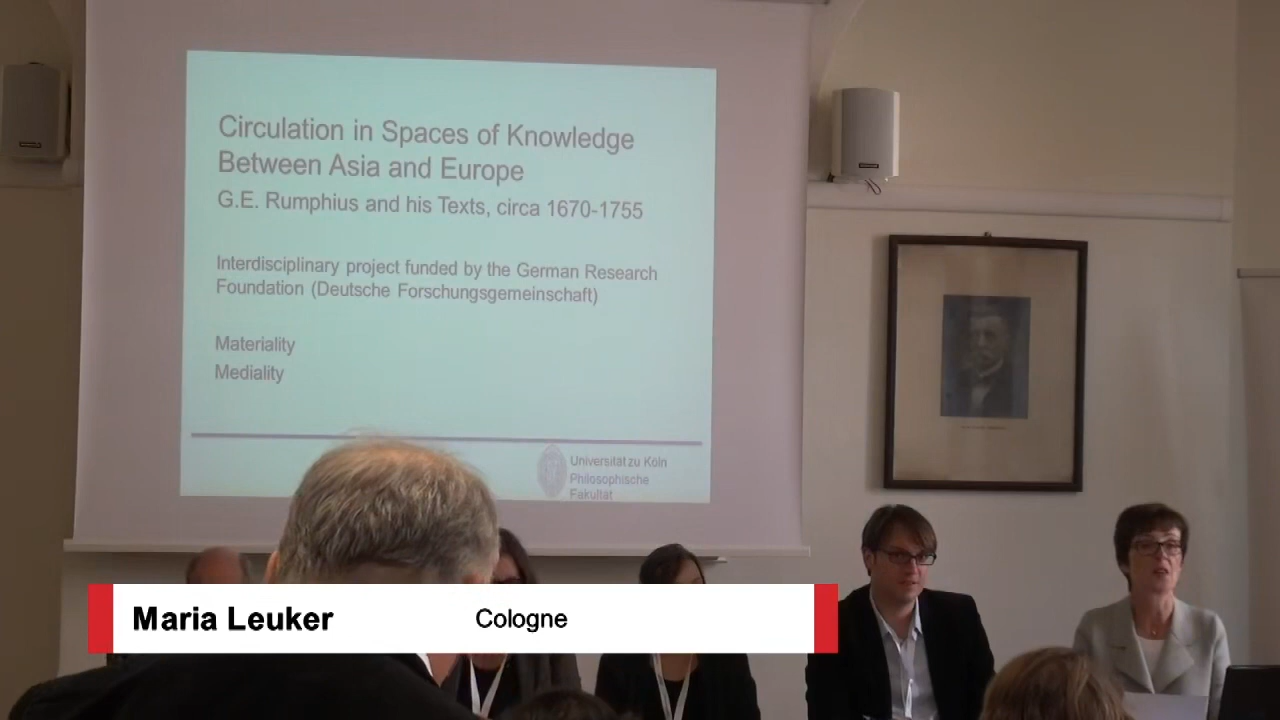 Circulation in Spaces of Knowledge
Between Asia and Europe
G.E. Rumphius and his Texts, circa 1670-1755
Interdisciplinary project funded by the German Research
Foundation (Deutsche Forschungsgemeinschaft)
Materiality
Mediality
Universität zu Köln
Philosophische
Fakultät
Maria Leuker
Cologne